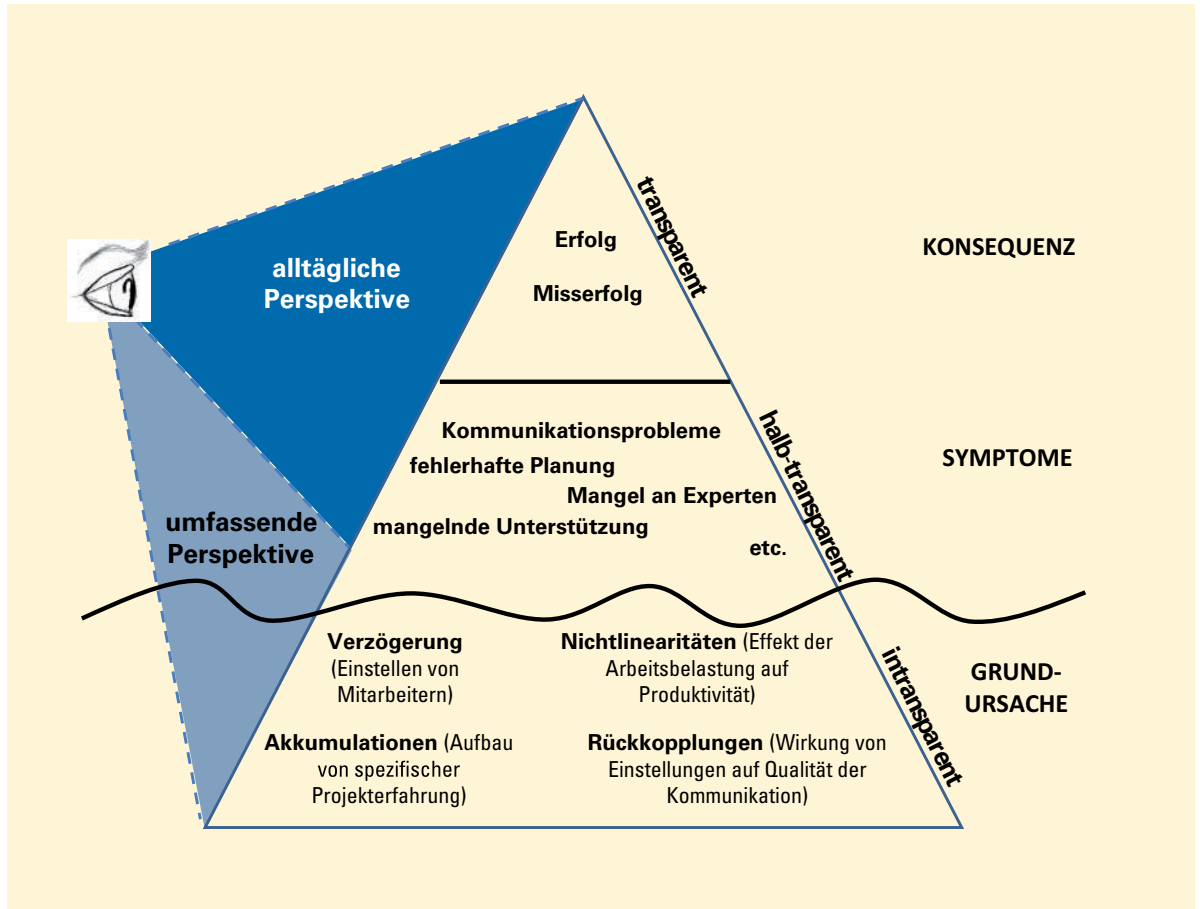 transparent
Erfolg
Misserfolg
KONSEQUENZ
alltägliche
Perspektive
Kommunikationsprobleme
fehlerhafte Planung
Mangel an Experten
mangelnde Unterstützung
etc.
halb-transparent
SYMPTOME
umfassende
Perspektive
Verzögerung
(Einstellen von
Mitarbeitern)
Nichtlinearitäten (Effekt der
Arbeitsbelastung auf
Produktivität)
Akkumulationen (Aufbau
von spezifischer
Projekterfahrung)
Rückkopplungen (Wirkung von
Einstellungen auf Qualität der
Kommunikation)
intransparent
GRUND-
URSACHE